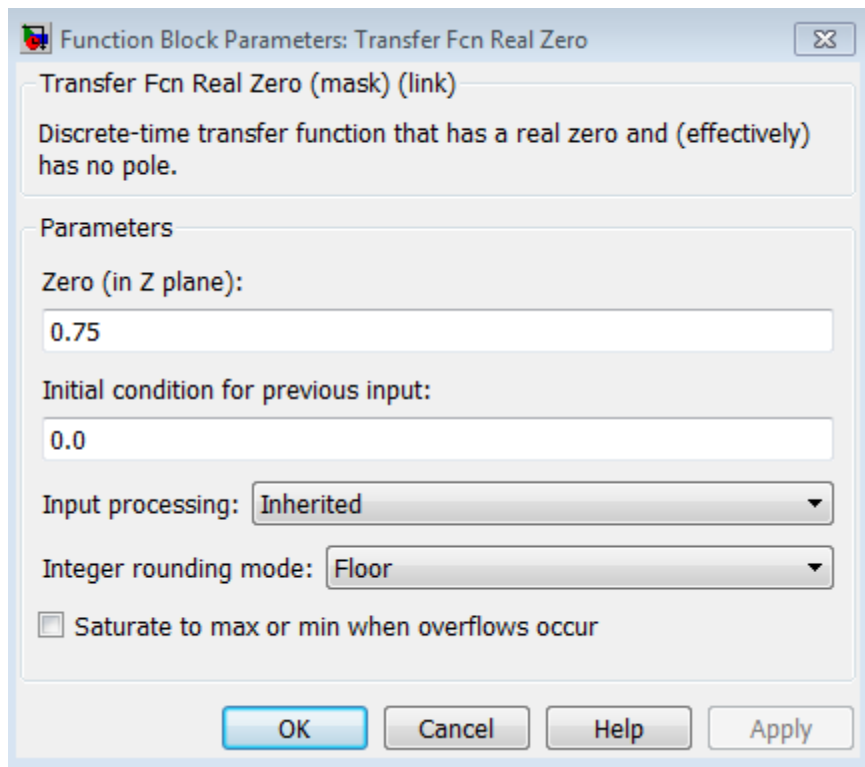 Function Block Parameters: Transfer Fcn Real Zero
Transfer Fcn Real Zero (mask) (link)
Discrete-time transfer function that has a real zero and (effectively)
has no pole.
Parameters
Zero (in Z plane):
0.75
Initial condition for previous input:
0.0
Input processing: Inherited
Integer rounding mode: Floor
Saturate to max or min when overflows occur
OK Cancel Help Apply